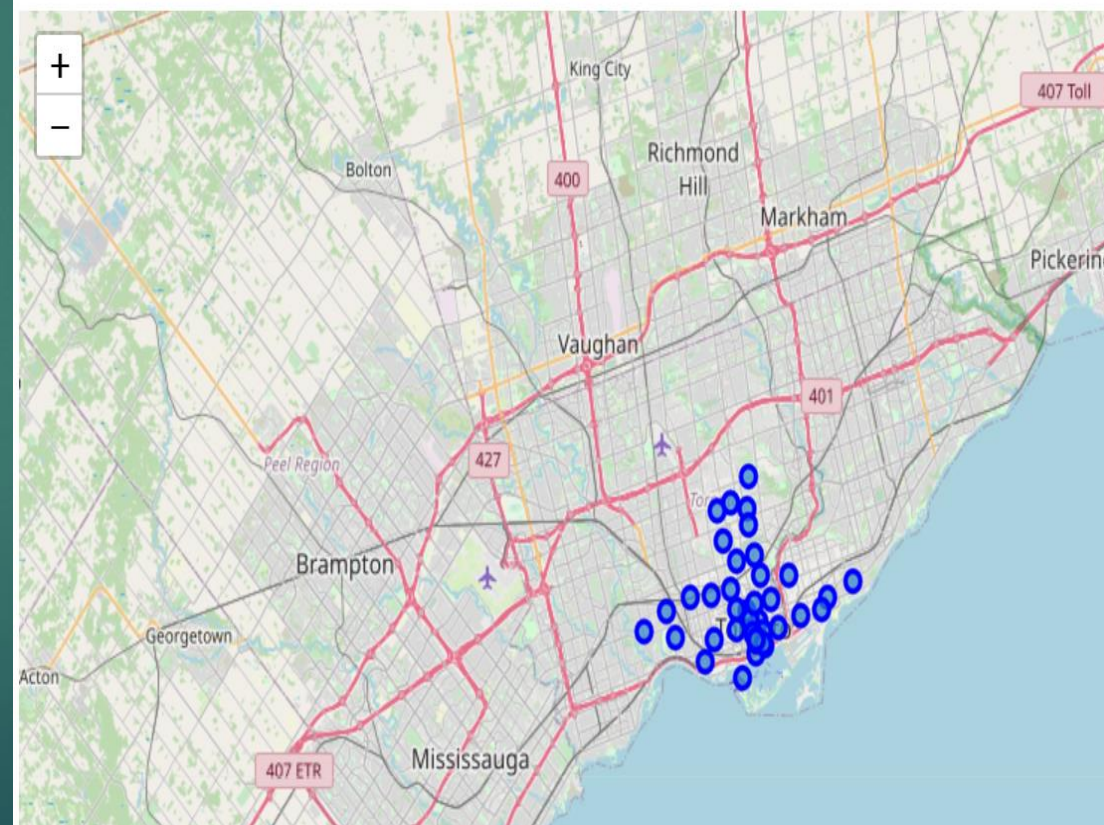 +
−
King City
407 Toll
Richmond
Hill
Bolton
400
Markham
Pickerin
Vaughan
401
427
Peel Region
Tor
Brampton
T
Georgetown
Acton
Mississauga
407 ETR